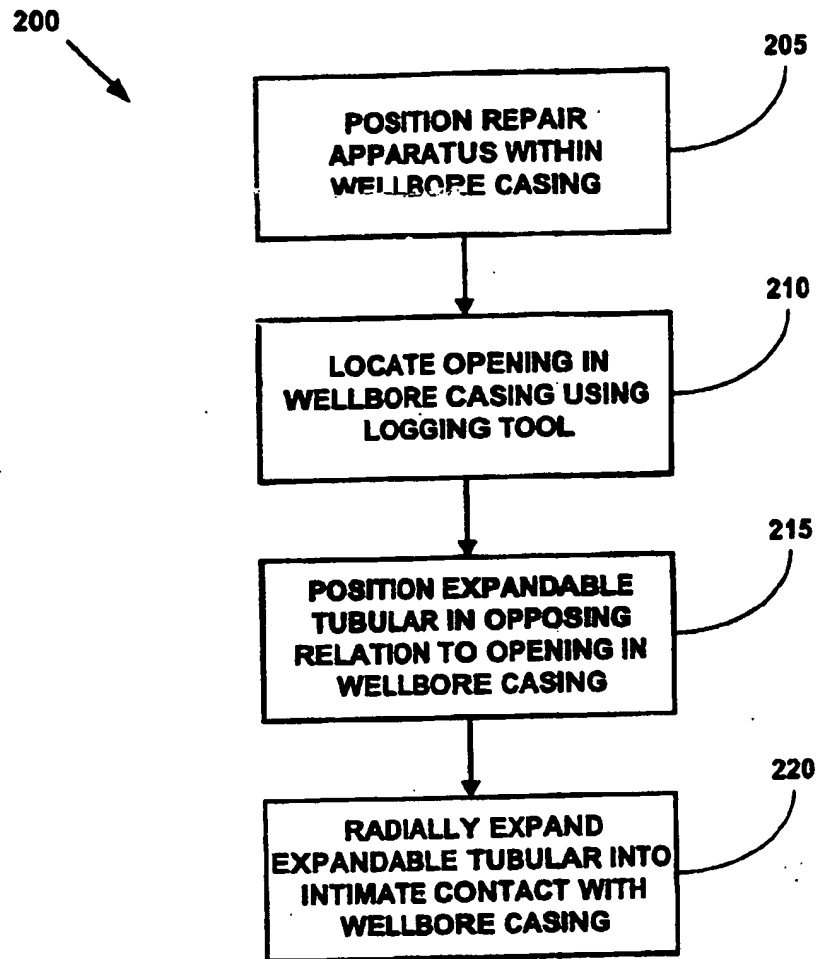 200
205
POSITION REPAIR
APPARATUS WITHIN
WELLBORE CASING
210
LOCATE OPENING IN
WELLBORE CASING USING
LOGGING TOOL
215
POSITION EXPANDABLE
TUBULAR IN OPPOSING
RELATION TO OPENING IN
WELLBORE CASING
220
RADIALLY EXPAND
EXPANDABLE TUBULAR INTO
INTIMATE CONTACT WITH
WELLBORE CASING